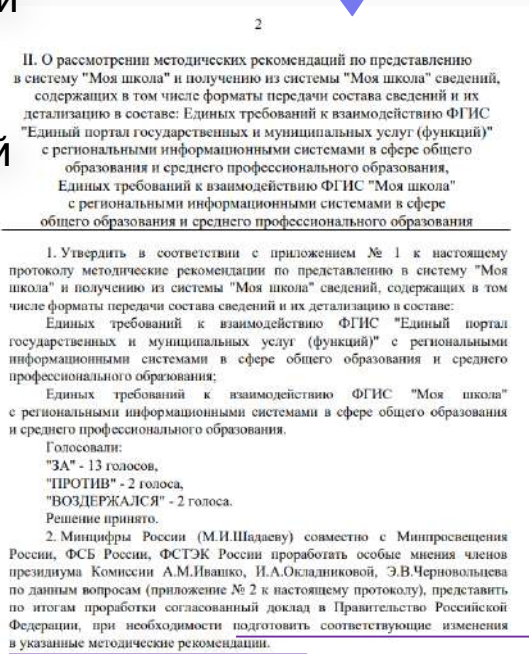 и
й
2
II. О рассмотрении методических рекомендаций по представлению
в систему "Моя школа" и получению из системы "Моя школа" сведений,
содержащих в том числе форматы передачи состава сведений и их
детализацию в составе: Единых требований к взаимодействию ФГИС
"Единый портал государственных и муниципальных услуг (функций)"
с региональными информационными системами в сфере общего
образования и среднего профессионального образования,
Единых требований к взаимодействию ФГИС "Моя школа"
с региональными информационными системами в сфере
общего образования и среднего профессионального образования
1. Утвердить в соответствии с приложением № 1 к настоящему
протоколу методические рекомендации по представлению в систему "Моя
школа" и получению из системы "Моя школа" сведений, содержащих в том
числе форматы передачи состава сведений и их детализацию в составе:
Единых требований к взаимодействию ФГИС "Единый портал
государственных и муниципальных услуг (функций)" с региональными
информационными системами в сфере общего образования и среднего
профессионального образования;
Единых требований к взаимодействию ФГИС "Моя школа"
с региональными информационными системами в сфере общего образования
и среднего профессионального образования.
Голосовали:
"ЗА" - 13 голосов,
"ПРОТИВ" - 2 голоса,
"ВОЗДЕРЖАЛСЯ" - 2 голоса.
Решение принято.
2. Минцифры России (М.И.Шадаеву) совместно с Минпросвещения
России, ФСБ России, ФСТЭК России проработать особые мнения членов
президиума Комиссии А.М.Ивашко, И.А.Окладниковой, Э.В.Черновольцева
по данным вопросам (приложение № 2 к настоящему протоколу), представить
по итогам проработки согласованный доклад в Правительство Российской
Федерации, при необходимости подготовить соответствующие изменения
в указанные методические рекомендации.